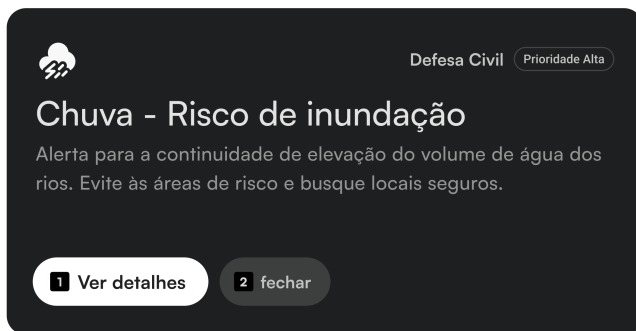 Defesa Civil Prioridade Alta
Chuva - Risco de inundação
Alerta para a continuidade de elevação do volume de água dos
rios. Evite às áreas de risco e busque locais seguros.
1 Ver detalhes 2 fechar